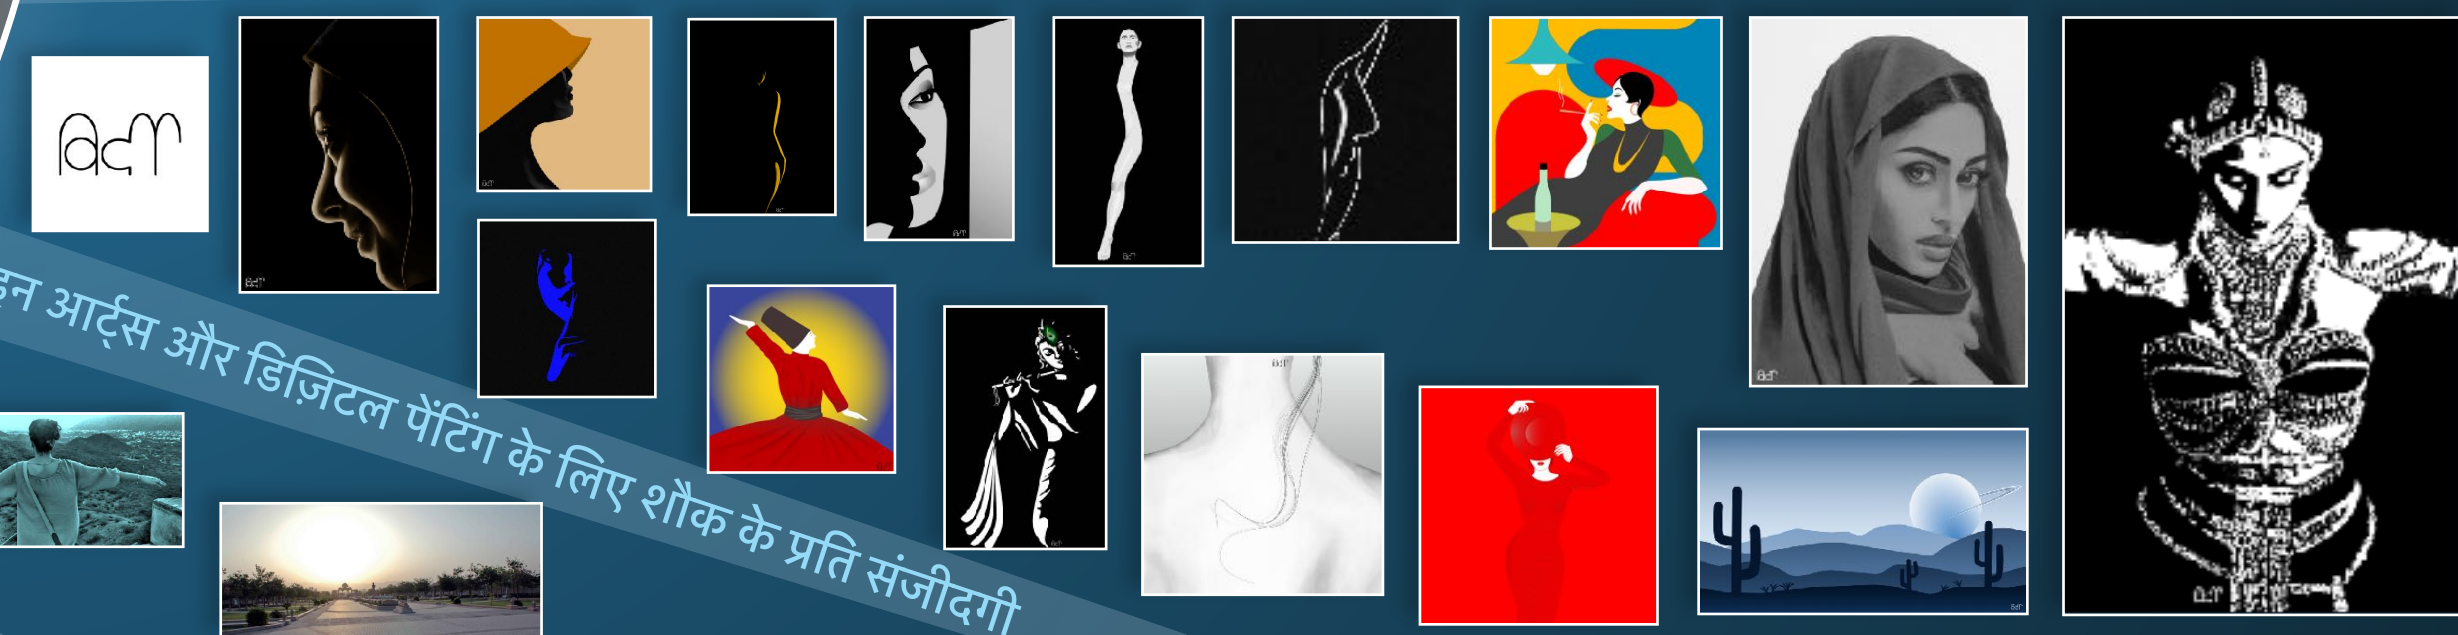 आर्ट्स और डिज़िटल पेंटिंग के लिए शौक के प्रति संजीदगी